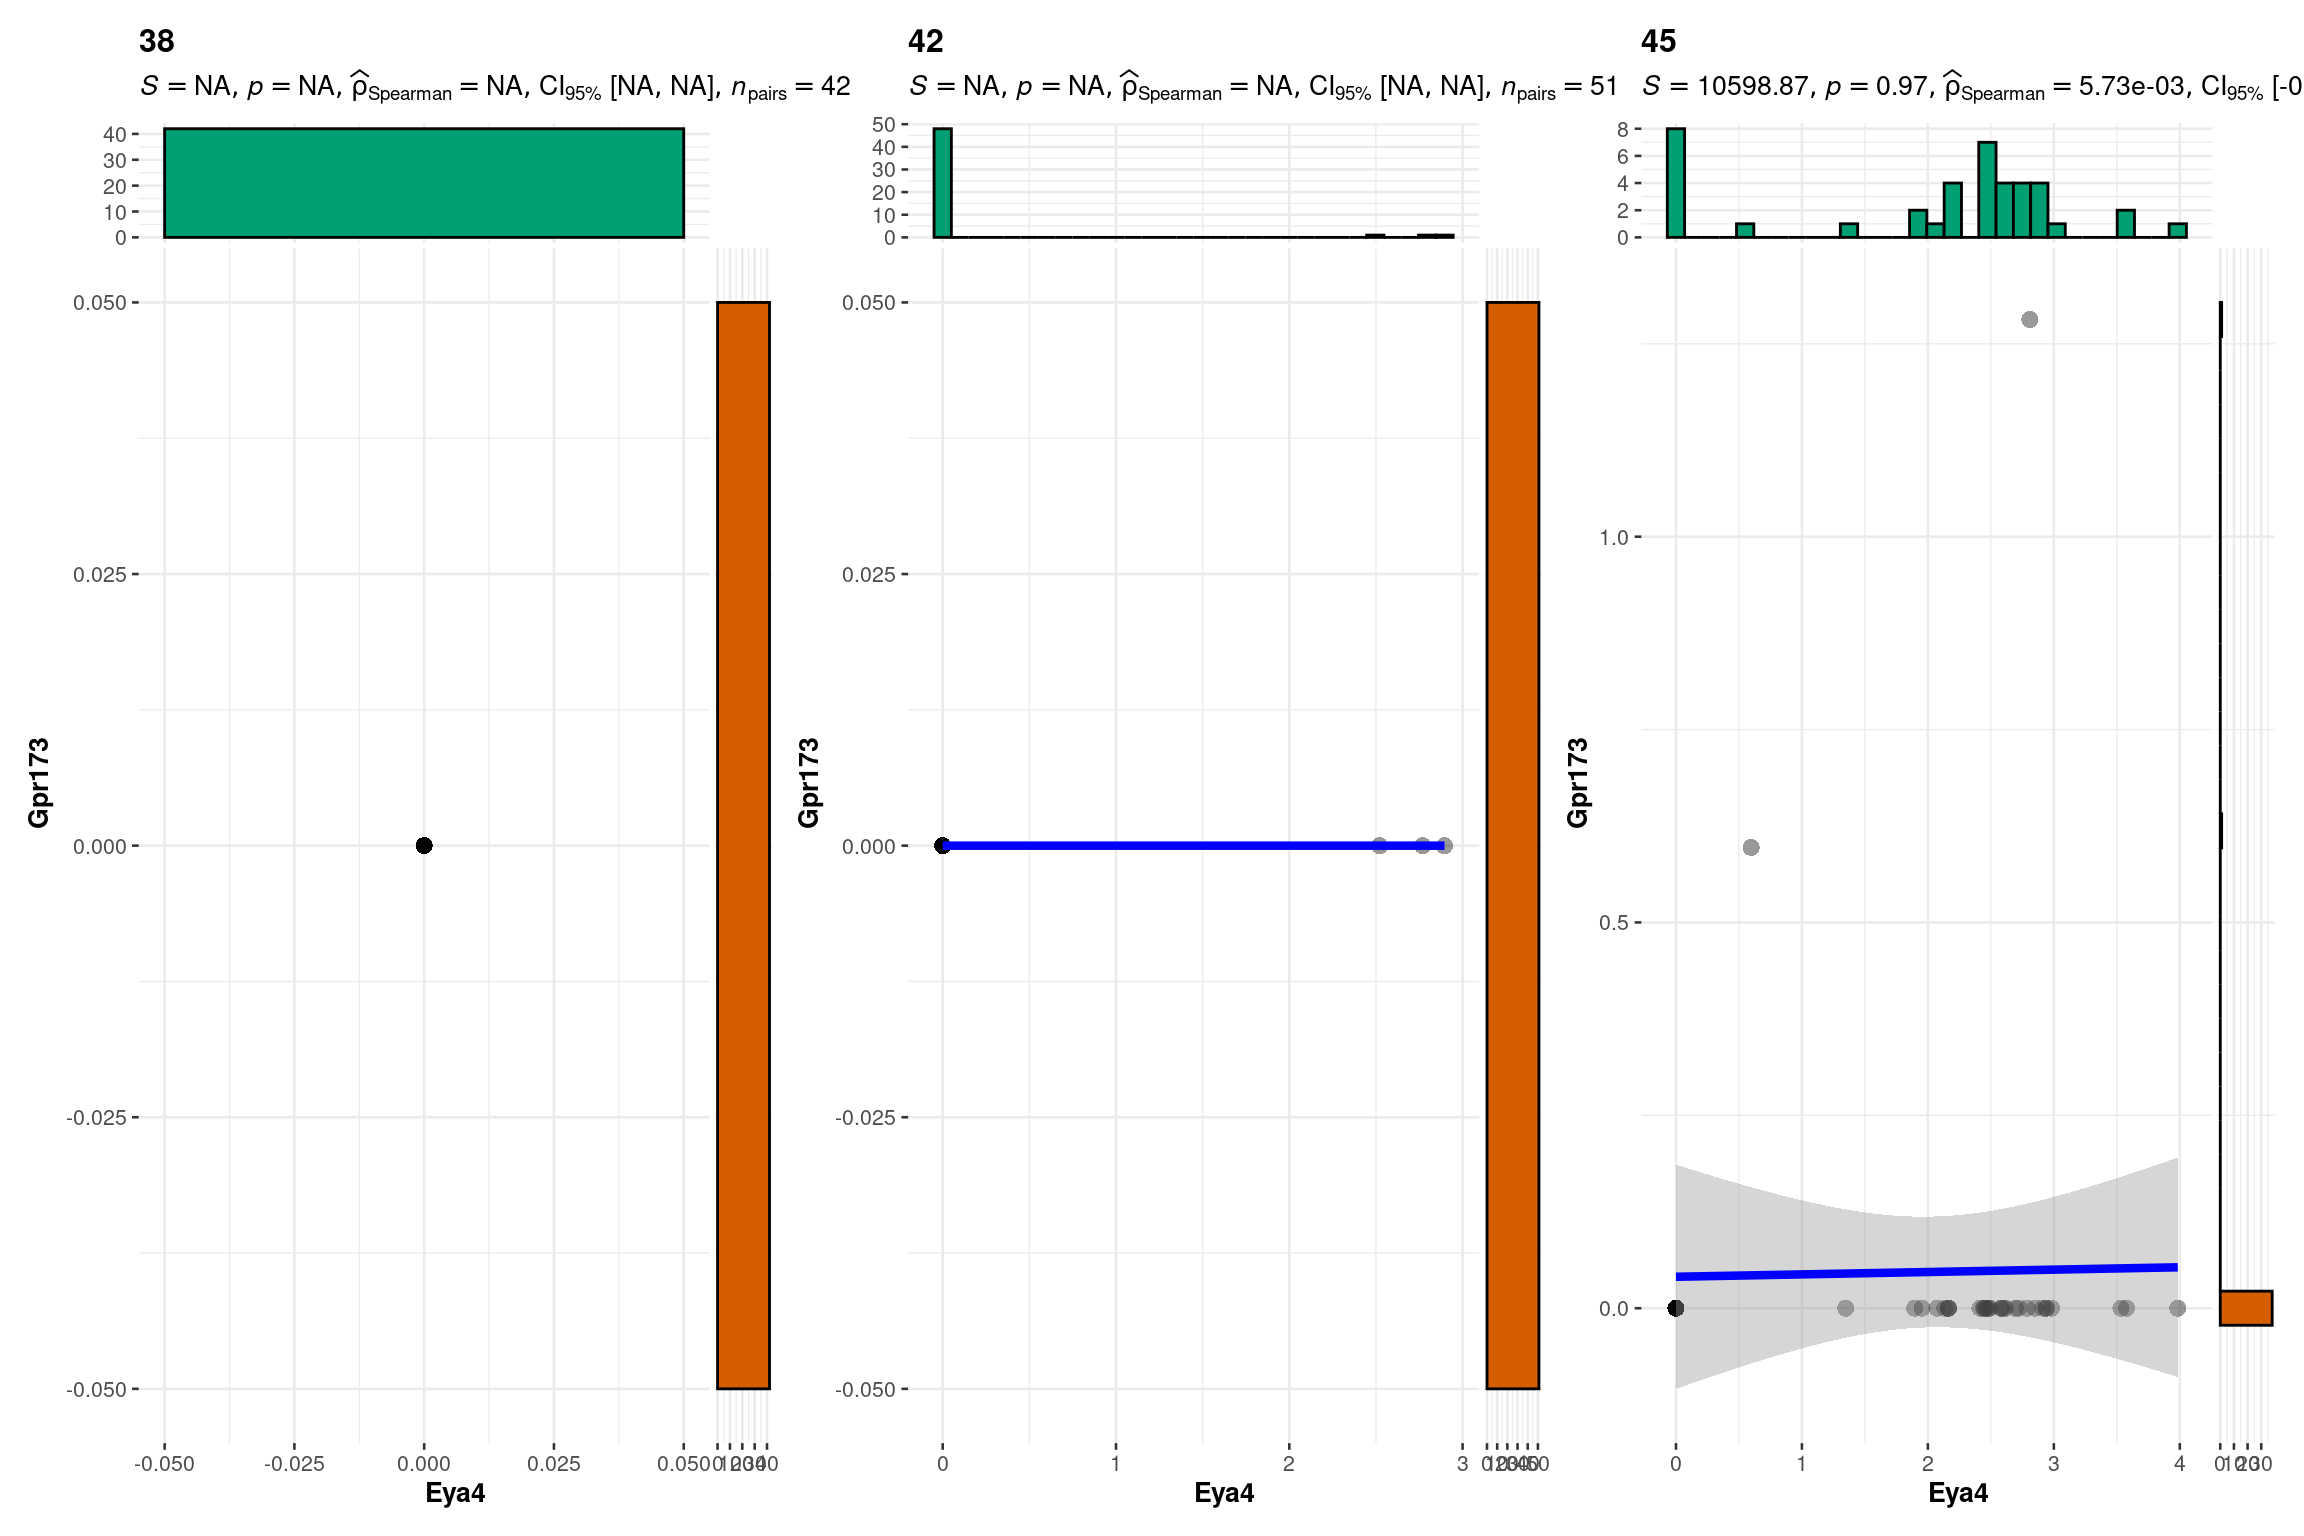 38
S = NA, p = NA, ρ̂Spearman = NA, CI95% [NA, NA], npairs = 42
40
30
20
10
0
0.050
0.025
0.000
-0.025
-0.050
Gpr173
-0.050 -0.025 0.000 0.025 0.050
Eya4
42
S = NA, p = NA, ρ̂Spearman = NA, CI95% [NA, NA], npairs = 51
50
40
30
20
10
0
0.050
0.025
0.000
-0.025
-0.050
Gpr173
0 1 2 3
Eya4
45
S = 10598.87, p = 0.97, ρ̂Spearman = 5.73e-03, CI95% [-0
8
6
4
2
0
1.0
0.5
0.0
Gpr173
0 1 2 3 4
0 10 20 30
Eya4